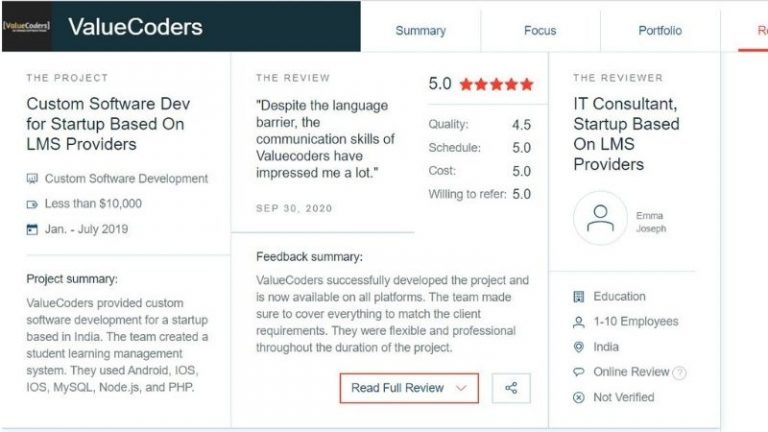 [ValueCoders]
ValueCoders
Summary
Focus
Portfolio
THE PROJECT
Custom Software Dev
for Startup Based On
LMS Providers
Custom Software Development
Less than $10,000
Jan. - July 2019
Project summary:
ValueCoders provided custom
software development for a startup
based in India. The team created a
student learning management
system. They used Android, IOS,
IOS, MySQL, Node.js, and PHP.
THE REVIEW
"Despite the language
barrier, the
communication skills of
Valuecoders have
impressed me a lot."
SEP 30, 2020
5.0
Quality: 4.5
Schedule: 5.0
Cost: 5.0
Willing to refer: 5.0
Feedback summary:
ValueCoders successfully developed the project and
is now available on all platforms. The team made
sure to cover everything to match the client
requirements. They were flexible and professional
throughout the duration of the project.
Read Full Review
THE REVIEWER
IT Consultant,
Startup Based
On LMS
Providers
Emma
Joseph
Education
1-10 Employees
India
Online Review ?
Not Verified